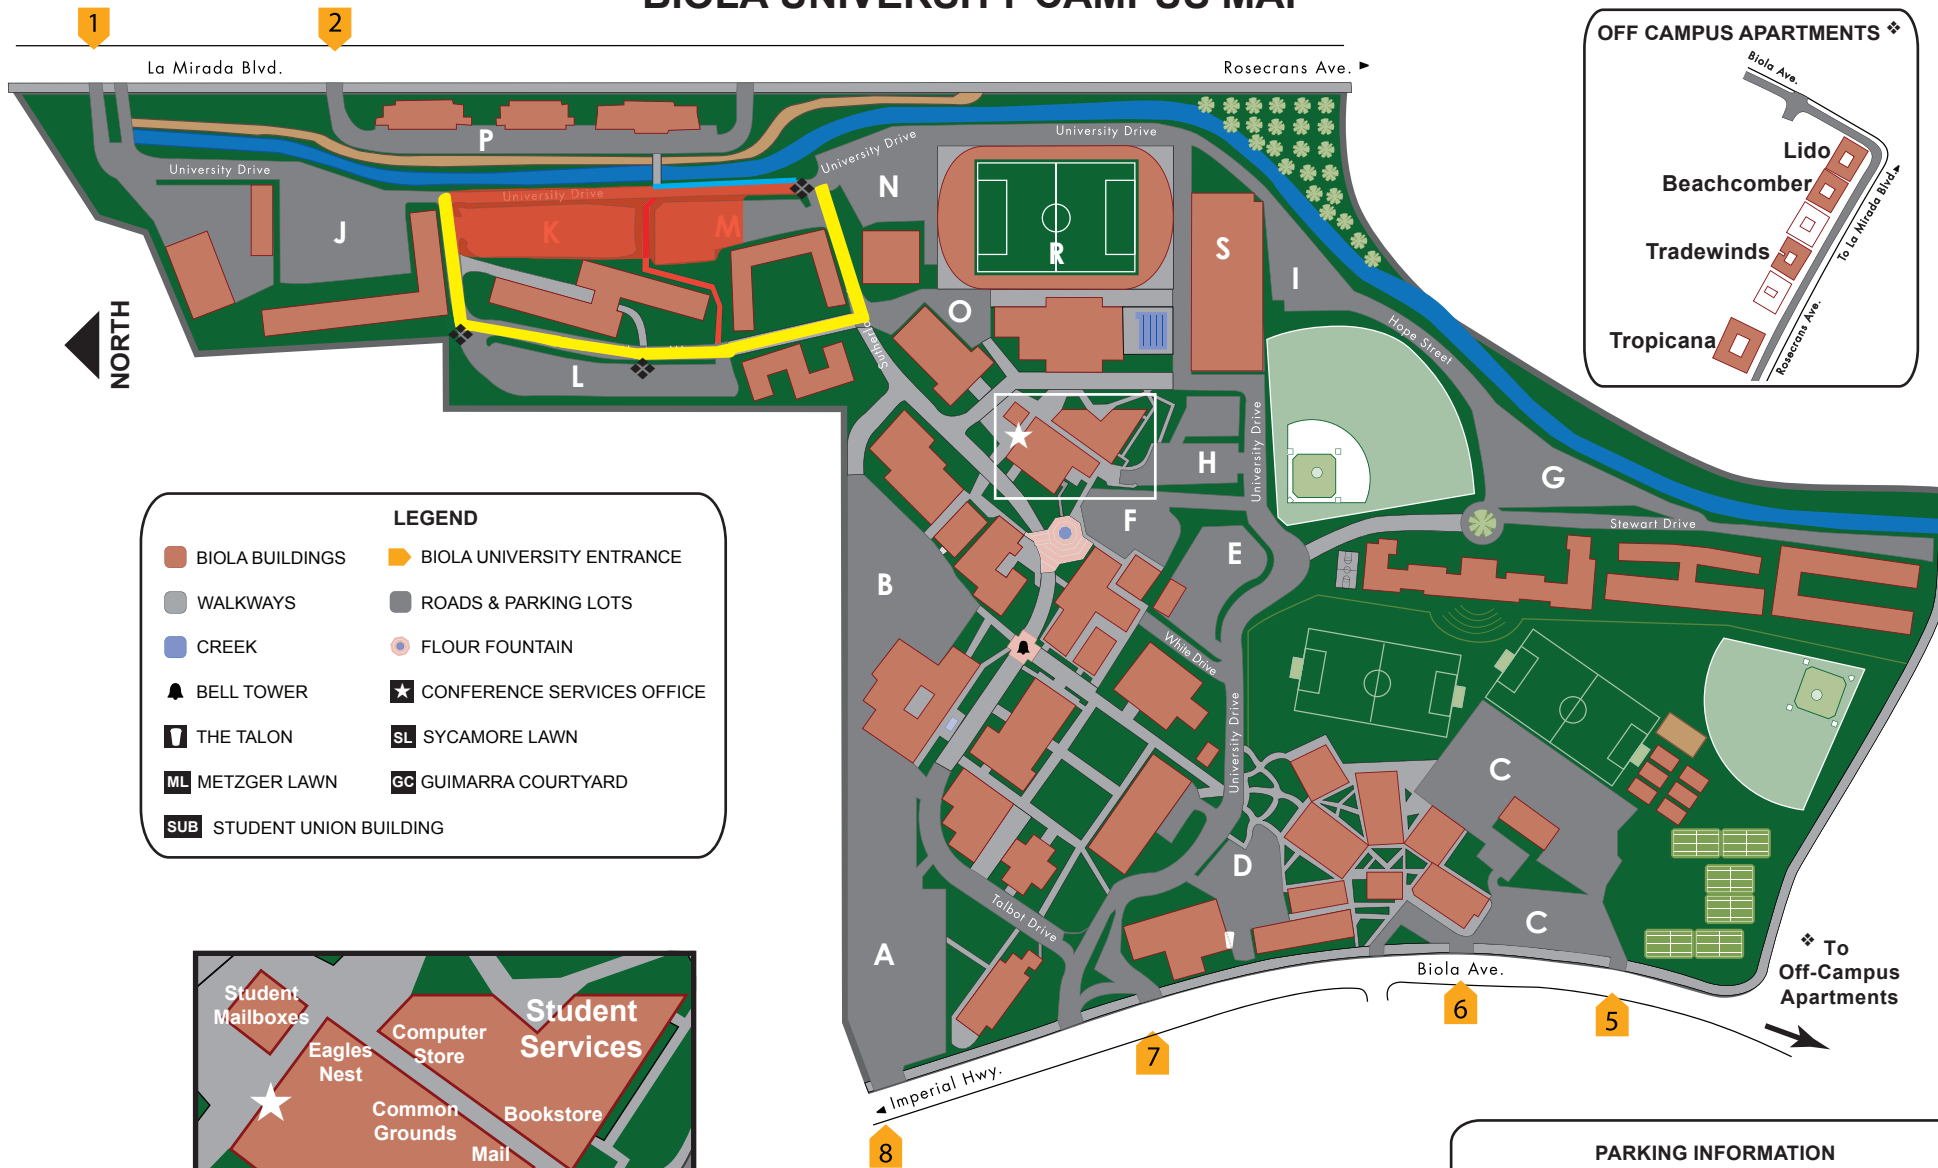 BIOLA UNIVERSITY CAMPUS MAP
1
2
La Mirada Blvd.
Rosecrans Ave.
OFF CAMPUS APARTMENTS
Biola Ave.
Lido
Beachcomber
Tradewinds
Tropicana
To La Mirada Blvd.
Rosecrans Ave.
P
University Drive
University Drive
University Drive
University Drive
J
K
M
N
R
S
I
O
L
NORTH
Hope Street
University Drive
H
G
F
E
B
Stewart Drive
White Drive
University Drive
C
D
C
A
Talbot Drive
Biola Ave.
Imperial Hwy.
5
6
7
8
To
Off-Campus
Apartments
LEGEND
BIOLA BUILDINGS
BIOLA UNIVERSITY ENTRANCE
WALKWAYS
ROADS & PARKING LOTS
CREEK
FLOUR FOUNTAIN
BELL TOWER
CONFERENCE SERVICES OFFICE
THE TALON
SL SYCAMORE LAWN
ML METZGER LAWN
GC GUIMARRA COURTYARD
SUB STUDENT UNION BUILDING
Student
Mailboxes
Eagles
Nest
Computer
Store
Student
Services
Common
Grounds
Bookstore
Mail
PARKING INFORMATION